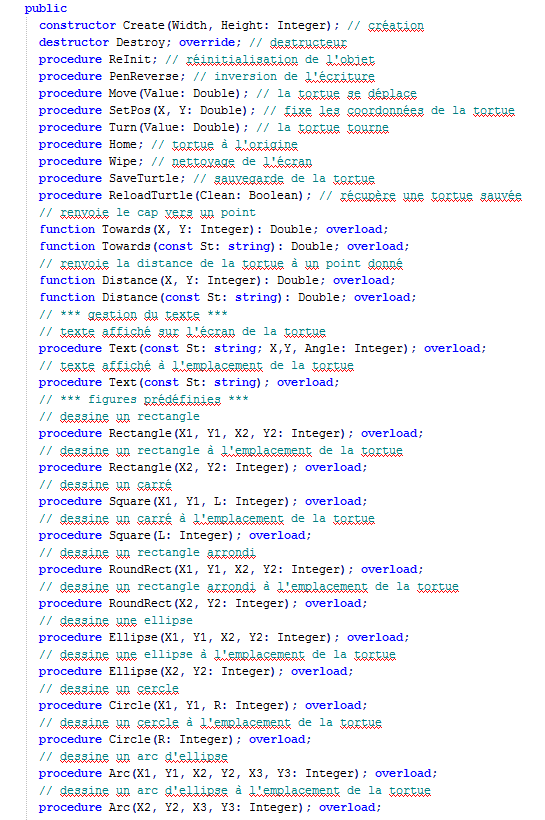 public
constructor Create(Width, Height: Integer); // création
destructor Destroy; override; // destructeur
procedure ReInit; // réinitialisation de l'objet
procedure PenReverse; // inversion de l'écriture
procedure Move(Value: Double); // la tortue se déplace
procedure SetPos(X, Y: Double); // fixe les coordonnées de la tortue
procedure Turn(Value: Double); // la tortue tourne
procedure Home; // tortue à l'origine
procedure Wipe; // nettoyage de l'écran
procedure SaveTurtle; // sauvegarde de la tortue
procedure ReloadTurtle(Clean: Boolean); // récupère une tortue sauvée
// renvoie le cap vers un point
function Towards(X, Y: Integer): Double; overload;
function Towards(const St: string): Double; overload;
// renvoie la distance de la tortue à un point donné
function Distance(X, Y: Integer): Double; overload;
function Distance(const St: string): Double; overload;
// *** gestion du texte ***
// texte affiché sur l'écran de la tortue
procedure Text(const St: string; X,Y, Angle: Integer); overload;
// texte affiché à l'emplacement de la tortue
procedure Text(const St: string); overload;
// *** figures prédéfinies ***
// dessine un rectangle
procedure Rectangle(X1, Y1, X2, Y2: Integer); overload;
// dessine un rectangle à l'emplacement de la tortue
procedure Rectangle(X2, Y2: Integer); overload;
// dessine un carré
procedure Square(X1, Y1, L: Integer); overload;
// dessine un carré à l'emplacement de la tortue
procedure Square(L: Integer); overload;
// dessine un rectangle arrondi
procedure RoundRect(X1, Y1, X2, Y2: Integer); overload;
// dessine un rectangle arrondi à l'emplacement de la tortue
procedure RoundRect(X2, Y2: Integer); overload;
// dessine une ellipse
procedure Ellipse(X1, Y1, X2, Y2: Integer); overload;
// dessine une ellipse à l'emplacement de la tortue
procedure Ellipse(X2, Y2: Integer); overload;
// dessine un cercle
procedure Circle(X1, Y1, R: Integer); overload;
// dessine un cercle à l'emplacement de la tortue
procedure Circle(R: Integer); overload;
// dessine un arc d'ellipse
procedure Arc(X1, Y1, X2, Y2, X3, Y3: Integer); overload;
// dessine un arc d'ellipse à l'emplacement de la tortue
procedure Arc(X2, Y2, X3, Y3: Integer); overload;